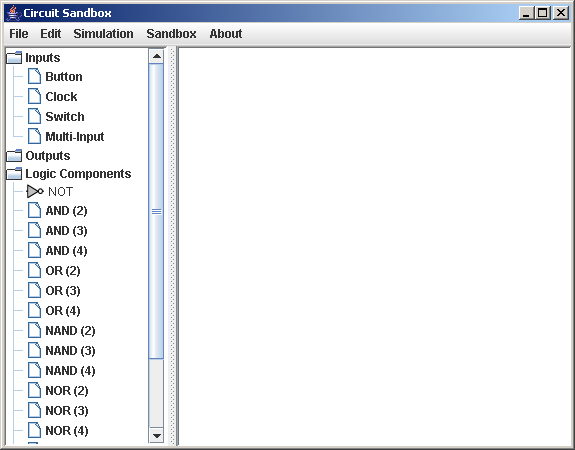 Circuit Sandbox
File Edit Simulation Sandbox About
Inputs
Button
Clock
Switch
Multi-Input
Outputs
Logic Components
NOT
AND (2)
AND (3)
AND (4)
OR (2)
OR (3)
OR (4)
NAND (2)
NAND (3)
NAND (4)
NOR (2)
NOR (3)
NOR (4)